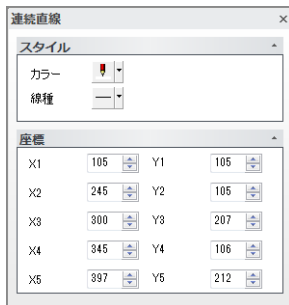 連続直線
スタイル
カラー
線種
座標
X1 105 Y1 105
X2 245 Y2 105
X3 300 Y3 207
X4 345 Y4 106
X5 397 Y5 212